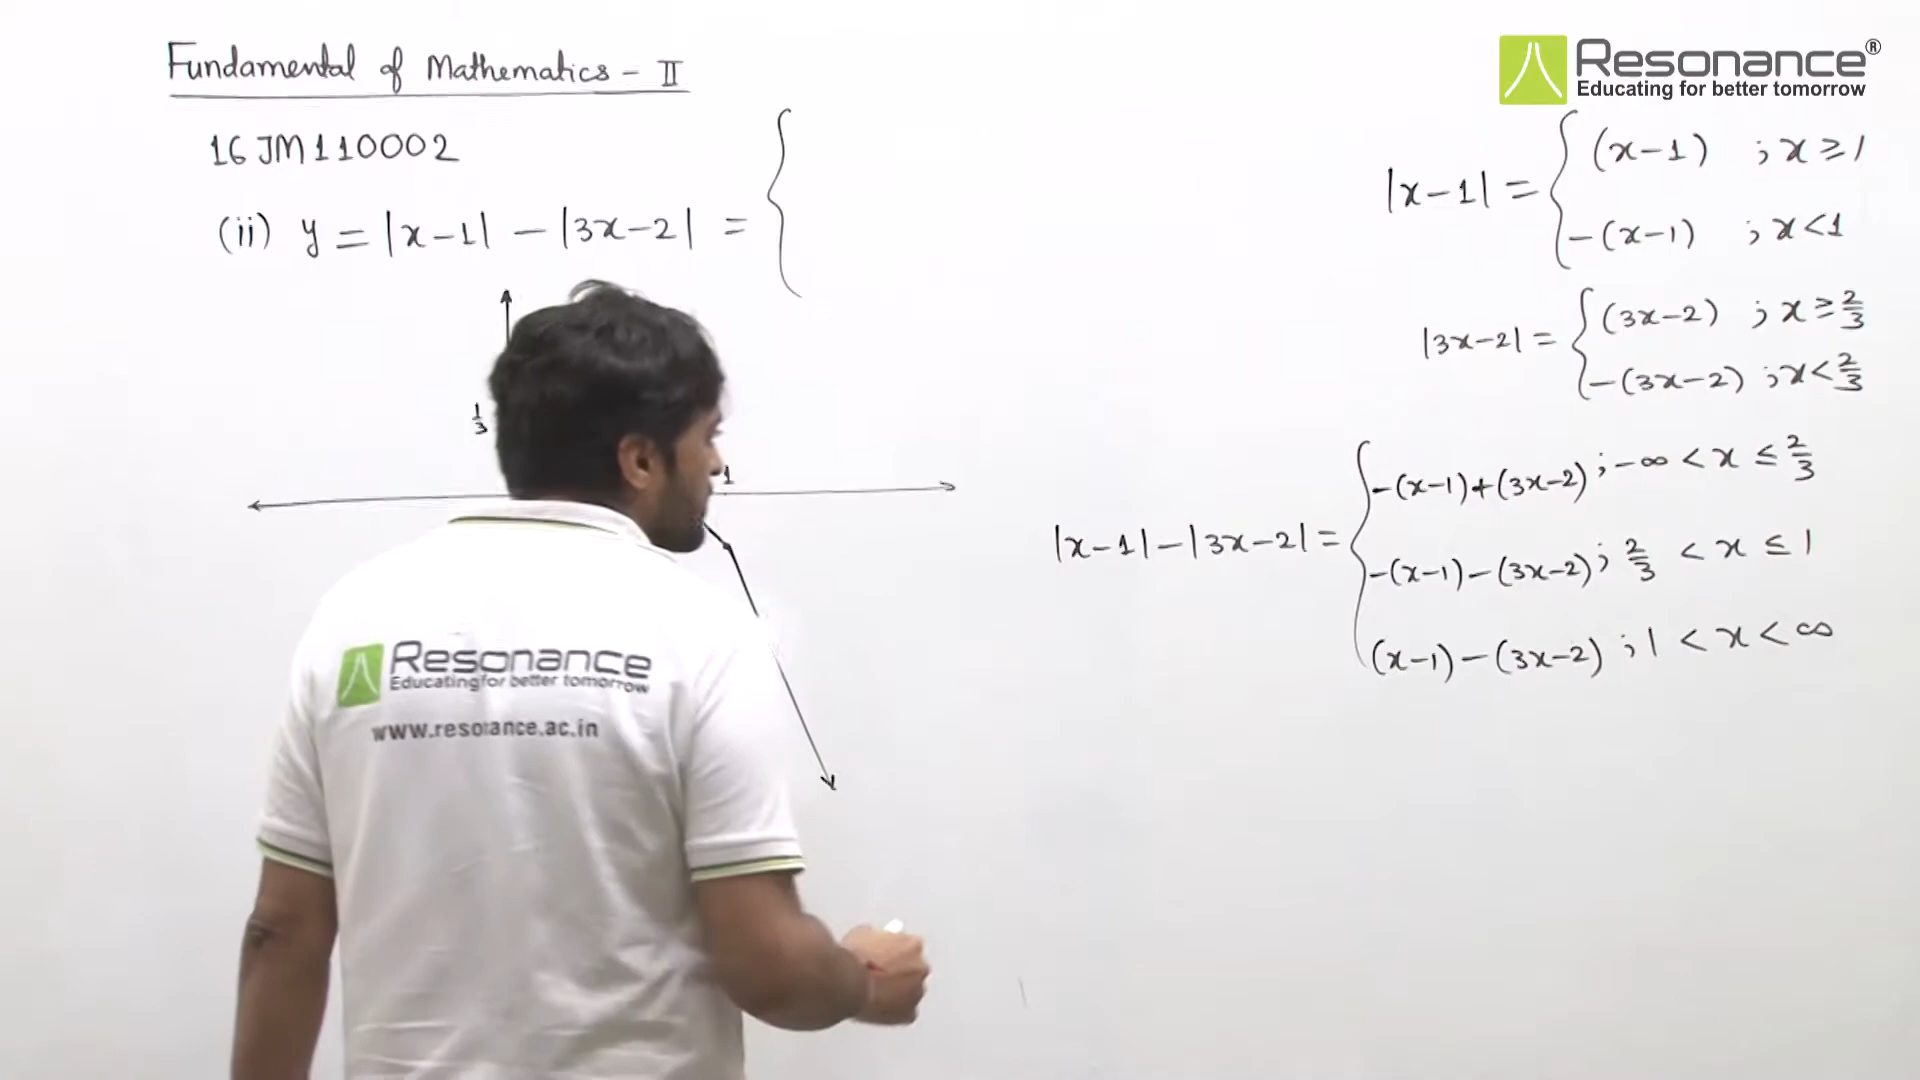 Fundamental of Mathematics - II
16JM110002
(ii) y = |x-1| - |3x-2| =
1/3
1
Resonance®
Educating for better tomorrow
|x-1| = { (x-1) ; x ≥ 1
-(x-1) ; x < 1
|3x-2| = { (3x-2) ; x ≥ 2/3
-(3x-2) ; x < 2/3
-(x-1)+(3x-2) ; -∞ < x ≤ 2/3
|x-1| - |3x-2| = { -(x-1)-(3x-2) ; 2/3 < x ≤ 1
(x-1)-(3x-2) ; 1 < x < ∞
Resonance
Educating for better tomorrow
www.resonance.ac.in